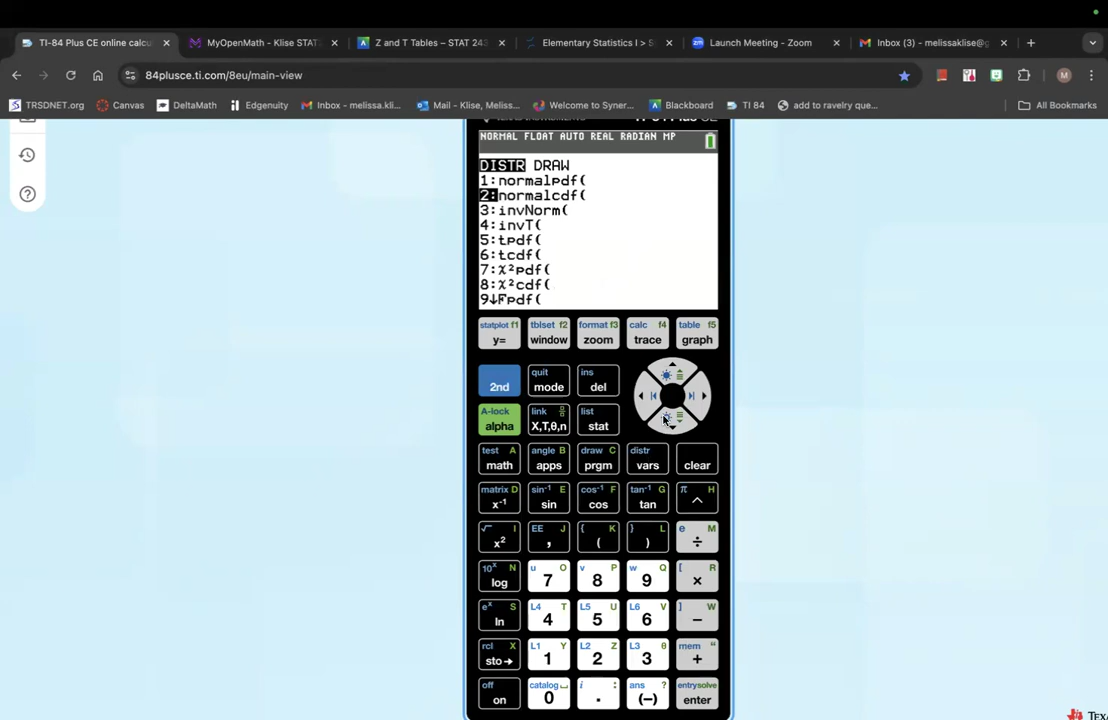 TI-84 Plus CE online calcu
MyOpenMath - Klise STAT
Z and T Tables – STAT 243
Elementary Statistics I > S
Launch Meeting - Zoom
Inbox (3) - melissaklise@g
84plusce.ti.com/8eu/main-view
M
TRSDNET.org
Canvas
DeltaMath
Edgenuity
Inbox - melissa.kli...
Mail - Klise, Meliss...
Welcome to Syner...
Blackboard
TI 84
add to ravelry que...
All Bookmarks
NORMAL FLOAT AUTO REAL RADIAN MP
DISTR DRAW
1:normalpdf(
2:normalcdf(
3:invNorm(
4:invT(
5:tpdf(
6:tcdf(
7:χ²pdf(
8:χ²cdf(
9↓Fpdf(
statplot f1 tblset f2 format f3 calc f4 table f5
y= window zoom trace graph
quit ins
2nd mode del
A-lock link list
alpha X,T,θ,n stat
test A angle B draw C distr
math apps prgm vars clear
matrix D sin⁻¹ E cos⁻¹ F tan⁻¹ G π H
x⁻¹ sin cos tan ^
√ I EE J { K } L e M
x² , ( ) ÷
10ˣ N u O v P w Q [ R
log 7 8 9 ×
eˣ S L4 T L5 U L6 V ] W
ln 4 5 6 −
rcl X L1 Y L2 Z L3 θ mem "
sto→ 1 2 3 +
off catalog i : ans ? entry solve
on 0 . (−) enter